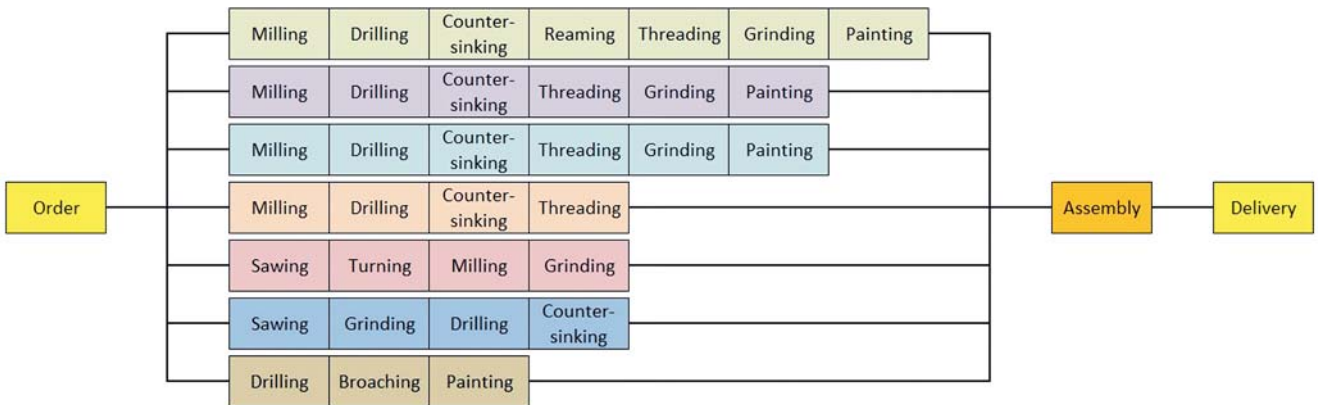 Milling Drilling Counter-
sinking Reaming Threading Grinding Painting
Milling Drilling Counter-
sinking Threading Grinding Painting
Milling Drilling Counter-
sinking Threading Grinding Painting
Order
Milling Drilling Counter-
sinking Threading
Assembly Delivery
Sawing Turning Milling Grinding
Sawing Grinding Drilling Counter-
sinking
Drilling Broaching Painting